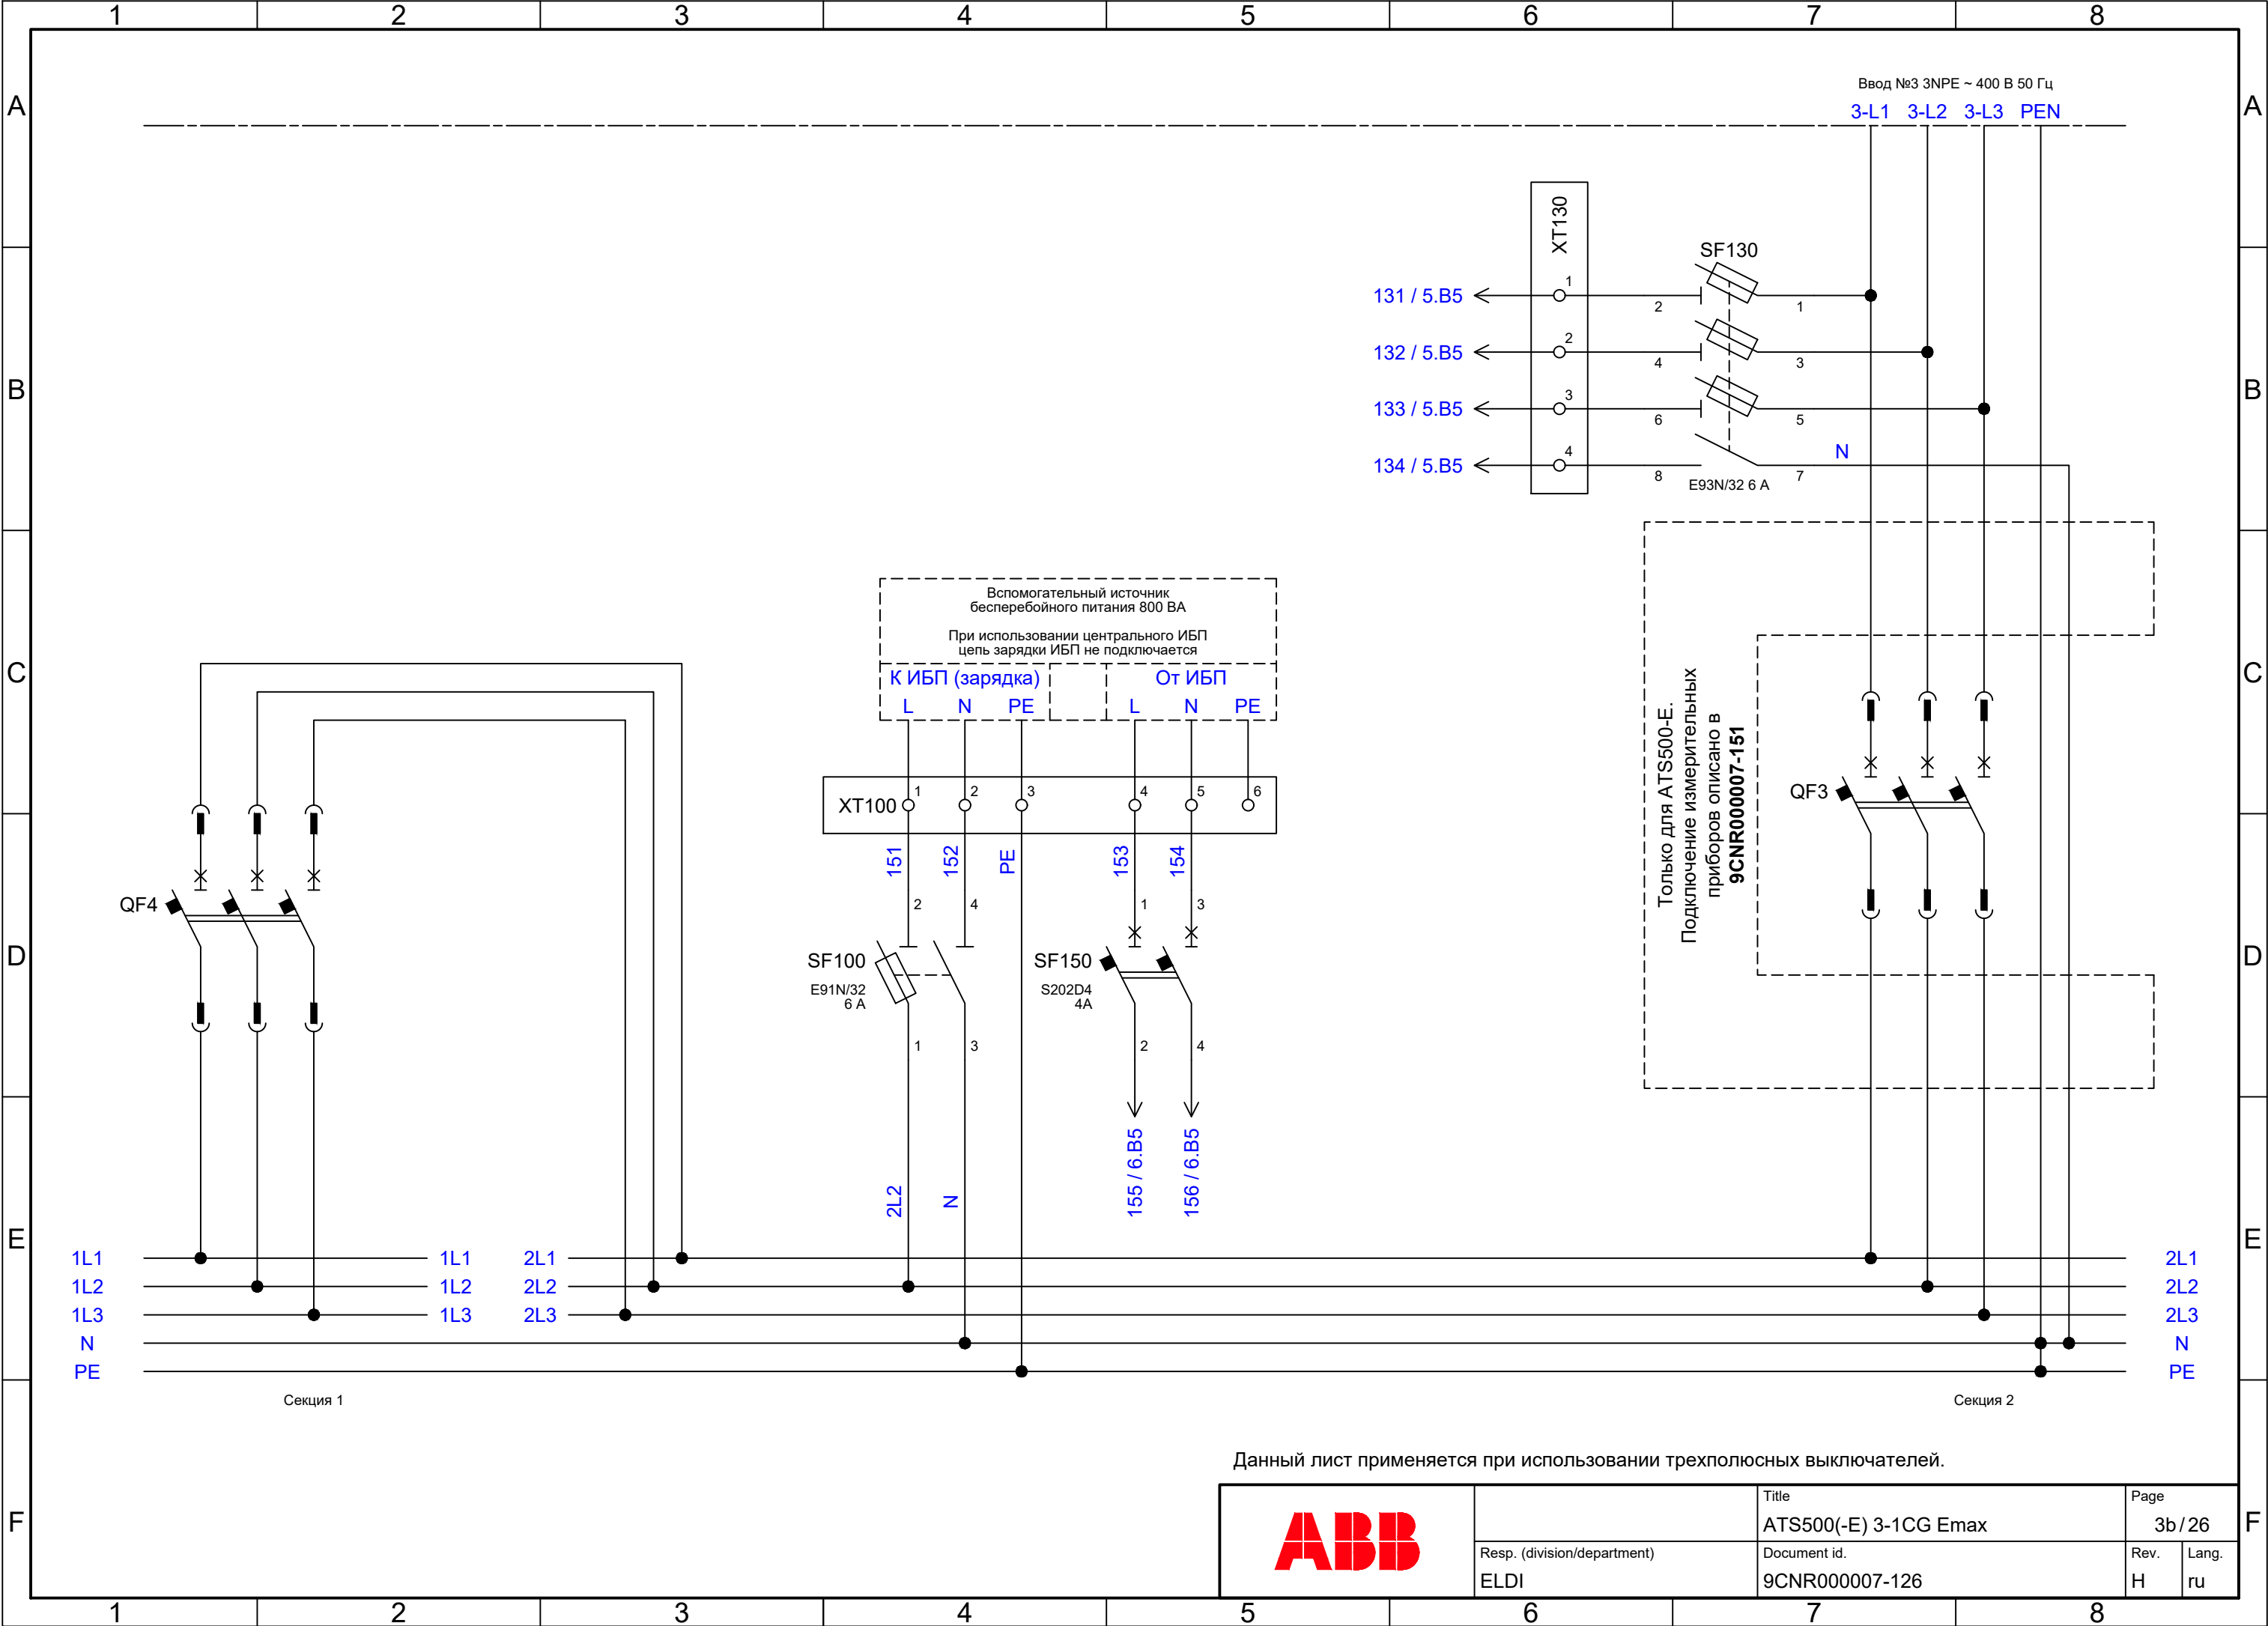 1 2 3 4 5 6 7 8
A A
Ввод №3 3NPE ~ 400 В 50 Гц
3-L1 3-L2 3-L3 PEN
XT130
SF130
131 / 5.B5 1 2 1
132 / 5.B5 2 4 3
133 / 5.B5 3 6 5
134 / 5.B5 4 8 7 N
E93N/32 6 A
B B
Вспомогательный источник
бесперебойного питания 800 ВА
При использовании центрального ИБП
цепь зарядки ИБП не подключается
К ИБП (зарядка) От ИБП
L N PE L N PE
C C
Только для ATS500-E.
Подключение измерительных
приборов описано в
9CNR000007-151
XT100 1 2 3 4 5 6
QF3
151 152 PE 153 154
QF4
2 4 1 3
SF100
E91N/32
6 A
SF150
S202D4
4A
D D
1 3 2 4
2L2 N 155 / 6.B5 156 / 6.B5
E E
1L1 1L1 2L1 2L1
1L2 1L2 2L2 2L2
1L3 1L3 2L3 2L3
N N
PE PE
Секция 1 Секция 2
Данный лист применяется при использовании трехполюсных выключателей.
F F
ABB
Title
ATS500(-E) 3-1CG Emax
Page
3b / 26
Resp. (division/department)
ELDI
Document id.
9CNR000007-126
Rev.
H
Lang.
ru
1 2 3 4 5 6 7 8